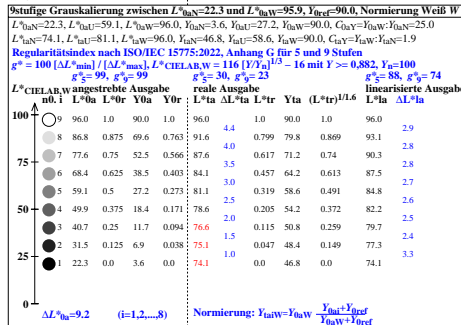 9stufige Graukalierung zwischen L*0aN=22.3 und L*0aW=95.9, Y0ref=90.0, Normierung Weiß W
L*0aN=22.3, L*0aU=59.1, L*0aW=96.0, Y0aN=3.6, Y0aU=27.2, Y0aW=90.0, C0aY=Y0aW:Y0aN=25.0
L*taN=74.1, L*taU=81.1, L*taW=96.0, YtaN=46.8, YtaU=58.6, YtaW=90.0, CtaY=YtaW:YtaN=1.9
Regularitätsindex nach ISO/IEC 15775:2022, Anhang G für 5 und 9 Stufen
g* = 100 [ΔL*min] / [ΔL*max], L*CIELAB,W = 116 [Y/Yn]1/3 − 16 mit Y >= 0,882, Yn=100
g*5= 99, g*9= 99 g*5= 30, g*9= 23 g*5= 88, g*9= 74
L*CIELAB,W angestrebte Ausgabe reale Ausgabe linearisierte Ausgabe
n0. i L*0a L*0r Y0a Y0r L*ta ΔL*ta L*tr Yta (L*tr)1/1.6 L*la ΔL*la
100 9 96.0 1.0 90.0 1.0 96.0 1.0 90.0 1.0 96.0
4.4 2.9
8 86.8 0.875 69.6 0.763 91.6 0.799 79.8 0.869 93.1
4.0 2.8
75 7 77.6 0.75 52.5 0.566 87.6 0.617 71.2 0.74 90.3
3.5 2.8
6 68.4 0.625 38.5 0.403 84.1 0.457 64.2 0.613 87.5
3.0 2.7
5 59.1 0.5 27.2 0.273 81.1 0.319 58.6 0.491 84.8
50 2.5 2.6
4 49.9 0.375 18.4 0.171 78.6 0.205 54.2 0.372 82.2
2.0 2.5
3 40.7 0.25 11.7 0.094 76.6 0.115 50.8 0.259 79.7
1.5 2.4
2 31.5 0.125 6.9 0.038 75.1 0.047 48.4 0.149 77.3
25 1.0 3.3
1 22.3 0.0 3.6 0.0 74.1 0.0 46.8 0.0 74.1
0
ΔL*0a=9.2 (i=1,2,...,8) Normierung: YtaiW=Y0aW Y0ai+Y0ref
Y0aW+Y0ref